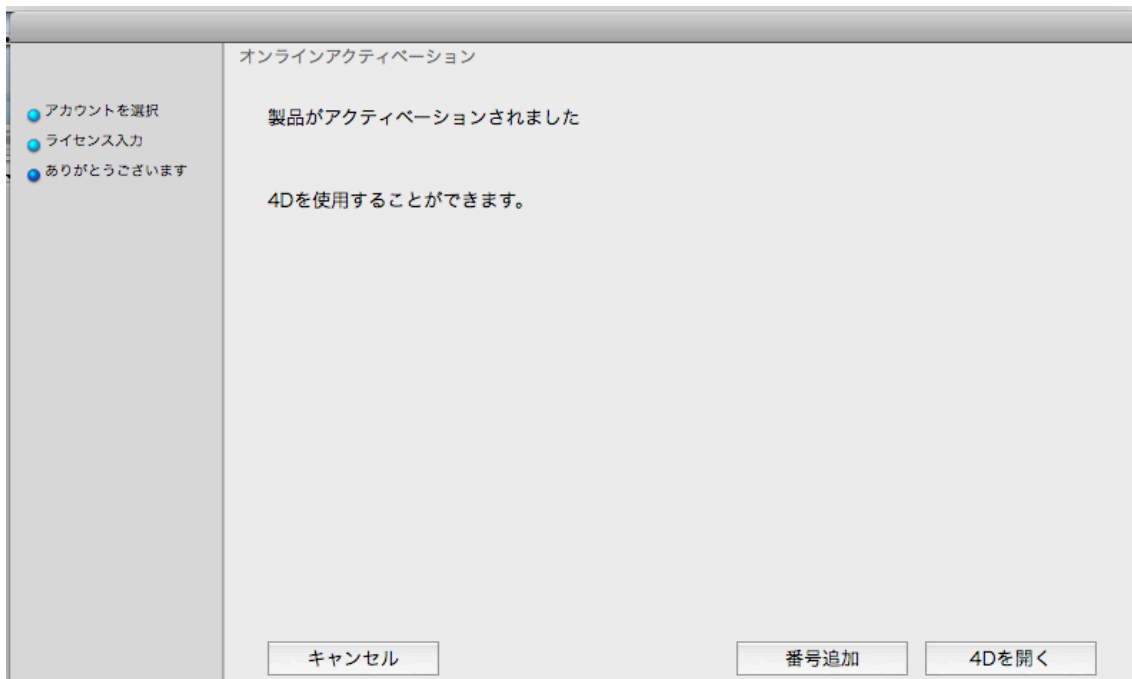 オンラインアクティベーション
アカウントを選択
ライセンス入力
ありがとうございます
製品がアクティベーションされました
4Dを使用することができます。
キャンセル
番号追加
4Dを開く